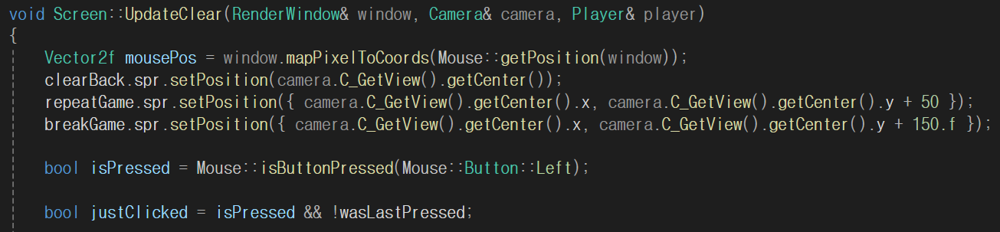 void Screen::UpdateClear(RenderWindow& window, Camera& camera, Player& player)
{
Vector2f mousePos = window.mapPixelToCoords(Mouse::getPosition(window));
clearBack.spr.setPosition(camera.C_GetView().getCenter());
repeatGame.spr.setPosition({ camera.C_GetView().getCenter().x, camera.C_GetView().getCenter().y + 50 });
breakGame.spr.setPosition({ camera.C_GetView().getCenter().x, camera.C_GetView().getCenter().y + 150.f });
bool isPressed = Mouse::isButtonPressed(Mouse::Button::Left);
bool justClicked = isPressed && !wasLastPressed;